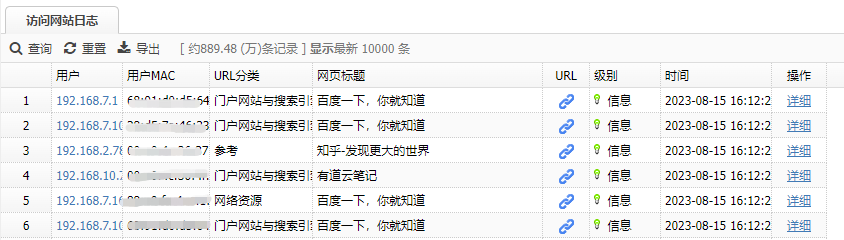 访问网站日志
查询 重置 导出 [ 约889.48 (万)条记录 ] 显示最新 10000 条
用户 用户MAC URL分类 网页标题 URL 级别 时间 操作
1 192.168.7.1 门户网站与搜索引 百度一下，你就知道 信息 2023-08-15 16:12:2 详细
2 192.168.7.10 门户网站与搜索引 百度一下，你就知道 信息 2023-08-15 16:12:2 详细
3 192.168.2.78 参考 知乎-发现更大的世界 信息 2023-08-15 16:12:2 详细
4 192.168.10.7 门户网站与搜索引 有道云笔记 信息 2023-08-15 16:12:2 详细
5 192.168.7.16 网络资源 百度一下，你就知道 信息 2023-08-15 16:12:2 详细
6 192.168.7.10 门户网站与搜索引 百度一下，你就知道 信息 2023-08-15 16:12:2 详细